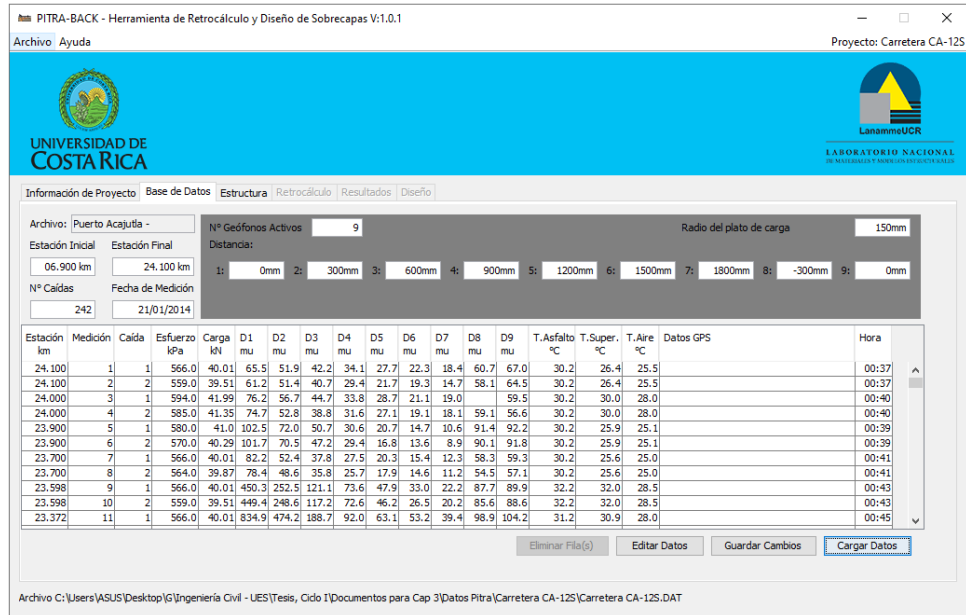 PITRA-BACK - Herramienta de Retrocálculo y Diseño de Sobrecapas V:1.0.1
Archivo Ayuda Proyecto: Carretera CA-12S
UNIVERSIDAD DE
COSTA RICA
LanammeUCR
LABORATORIO NACIONAL
DE MATERIALES Y MODELOS ESTRUCTURALES
Información de Proyecto Base de Datos Estructura Retrocálculo Resultados Diseño
Archivo: Puerto Acajutla - Nº Geófonos Activos 9 Radio del plato de carga 150mm
Estación Inicial Estación Final Distancia:
06.900 km 24.100 km 1: 0mm 2: 300mm 3: 600mm 4: 900mm 5: 1200mm 6: 1500mm 7: 1800mm 8: -300mm 9: 0mm
Nº Caídas Fecha de Medición
242 21/01/2014
Estación Medición Caída Esfuerzo Carga D1 D2 D3 D4 D5 D6 D7 D8 D9 T.Asfalto T.Super. T.Aire Datos GPS Hora
km kPa kN mu mu mu mu mu mu mu mu mu ºC ºC ºC
24.100 1 1 566.0 40.01 65.5 51.9 42.2 34.1 27.7 22.3 18.4 60.7 67.0 30.2 26.4 25.5 00:37
24.100 2 2 559.0 39.51 61.2 51.4 40.7 29.4 21.7 19.3 14.7 58.1 64.5 30.2 26.4 25.5 00:37
24.000 3 1 594.0 41.99 76.2 56.7 44.7 33.8 28.7 21.1 19.0 59.5 30.2 30.0 28.0 00:40
24.000 4 2 585.0 41.35 74.7 52.8 38.8 31.6 27.1 19.1 18.1 59.1 56.6 30.2 30.0 28.0 00:40
23.900 5 1 580.0 41.0 102.5 72.0 50.7 30.6 20.7 14.7 10.6 91.4 92.2 30.2 25.9 25.1 00:39
23.900 6 2 570.0 40.29 101.7 70.5 47.2 29.4 16.8 13.6 8.9 90.1 91.8 30.2 25.9 25.1 00:39
23.700 7 1 566.0 40.01 82.2 52.4 37.8 27.5 20.3 15.4 12.3 58.3 59.3 30.2 25.6 25.0 00:41
23.700 8 2 564.0 39.87 78.4 48.6 35.8 25.7 17.9 14.6 11.2 54.5 57.1 30.2 25.6 25.0 00:41
23.598 9 1 566.0 40.01 450.3 252.5 121.1 73.6 47.9 33.0 22.2 87.7 89.9 32.2 32.0 28.5 00:43
23.598 10 2 559.0 39.51 449.4 248.6 117.2 72.6 46.2 26.5 20.2 85.6 88.6 32.2 32.0 28.5 00:43
23.372 11 1 566.0 40.01 834.9 474.2 188.7 92.0 63.1 53.2 39.4 98.9 104.2 31.2 30.9 28.0 00:45
Eliminar Fila(s) Editar Datos Guardar Cambios Cargar Datos
Archivo C:\Users\ASUS\Desktop\G\Ingeniería Civil - UES\Tesis, Ciclo I\Documentos para Cap 3\Datos Pitra\Carretera CA-12S\Carretera CA-12S.DAT